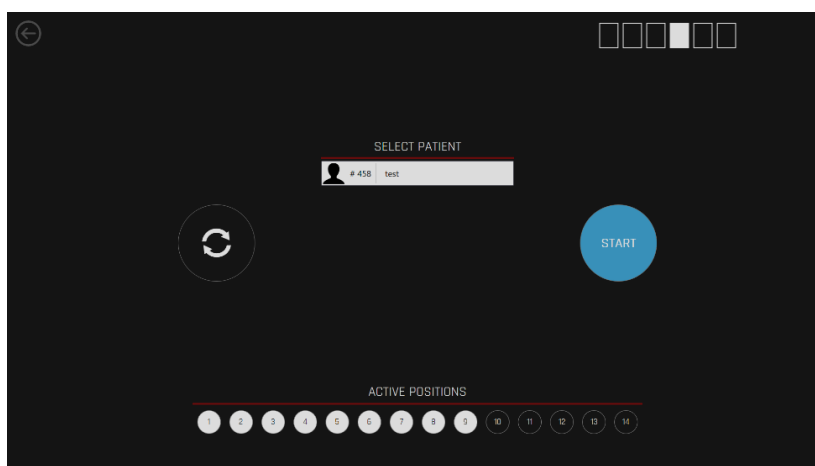 SELECT PATIENT
# 458 test
START
ACTIVE POSITIONS
1 2 3 4 5 6 7 8 9 10 11 12 13 14